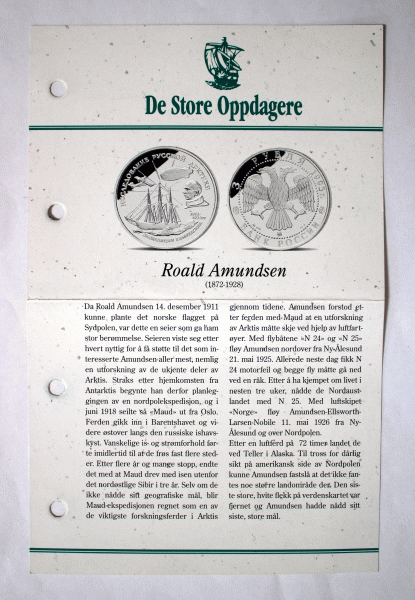 De Store Oppdagere
3 РУБЛЯ 1995
БАНК РОССИИ
Roald Amundsen
(1872-1928)
Da Roald Amundsen 14. desember 1911
kunne plante det norske flagget på
Sydpolen, var dette en seier som ga ham
stor berømmelse. Seieren viste seg etter
hvert nyttig for å få støtte til det som in-
teresserte Amundsen aller mest, nemlig
en utforskning av de ukjente deler av
Arktis. Straks etter hjemkomsten fra
Antarktis begynte han derfor planleg-
gingen av en nordpolekspedisjon, og i
juni 1918 seilte så «Maud» ut fra Oslo.
Ferden gikk inn i Barentshavet og vi-
dere østover langs den russiske ishavs-
kyst. Vanskelige is- og strømforhold før-
te imidlertid til at de frøs fast flere sted-
er. Etter flere år og mange stopp, endte
det med at Maud drev med isen utenfor
det nordøstlige Sibir i tre år. Selv om de
ikke nådde sitt geografiske mål, blir
Maud-ekspedisjonen regnet som en av
de viktigste forskningsferder i Arktis
gjennom tidene. Amundsen forstod et-
ter ferden med Maud at en utforskning
av Arktis måtte skje ved hjelp av luftfart-
øyer. Med flybåtene «N 24» og «N 25»
fløy Amundsen nordover fra Ny-Ålesund
21. mai 1925. Allerede neste dag fikk N
24 motorfeil og begge fly måtte gå ned
ved en råk. Etter å ha kjempet om livet i
nesten tre uker, nådde de Nordaust-
landet med N 25. Med luftskipet
«Norge» fløy Amundsen-Ellsworth-
Larsen-Nobile 11. mai 1926 fra Ny-
Ålesund og over Nordpolen.
Etter en luftferd på 72 timer landet de
ved Teller i Alaska. Til tross for dårlig
sikt på amerikansk side av Nordpolen
kunne Amundsen fastslå at det ikke fan-
tes noe større landområde der. Den sis-
te store, hvite flekk på verdenskartet var
fjernet og Amundsen hadde nådd sitt
siste, store mål.